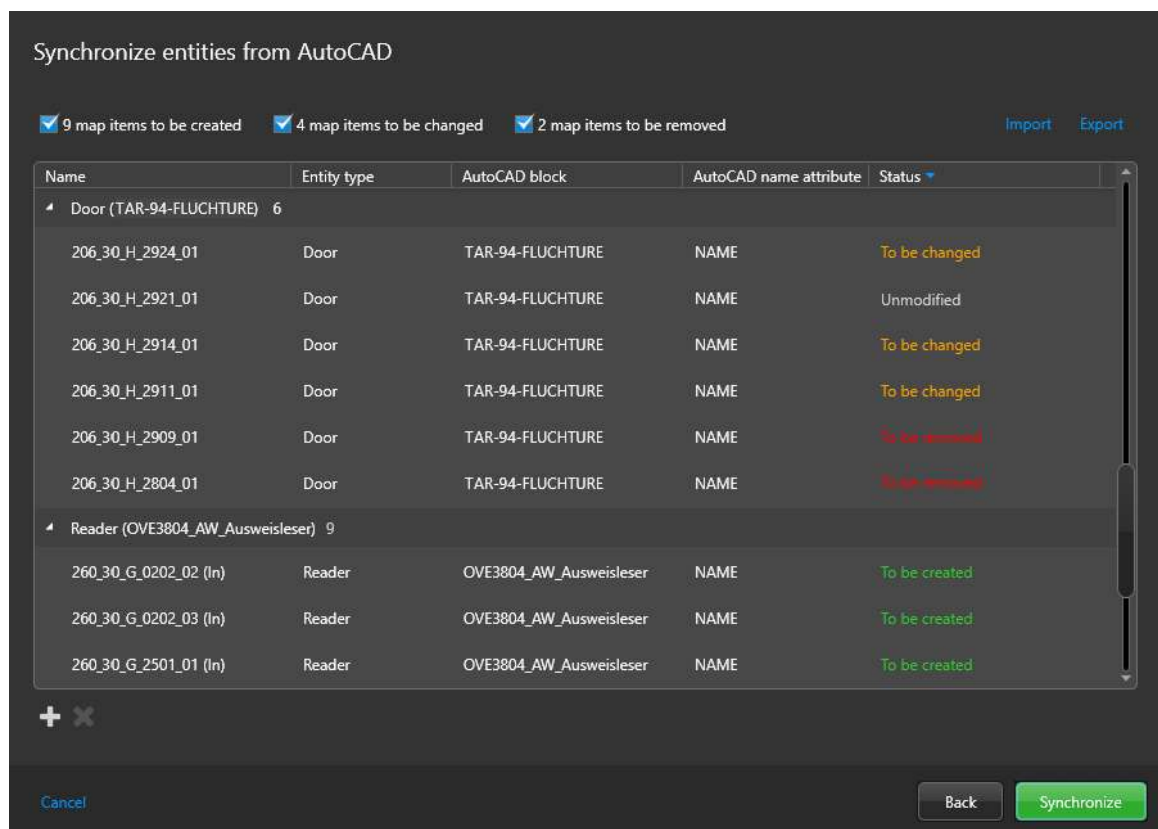 Synchronize entities from AutoCAD
9 map items to be created 4 map items to be changed 2 map items to be removed Import Export
Name Entity type AutoCAD block AutoCAD name attribute Status
Door (TAR-94-FLUCHTURE) 6
206_30_H_2924_01 Door TAR-94-FLUCHTURE NAME To be changed
206_30_H_2921_01 Door TAR-94-FLUCHTURE NAME Unmodified
206_30_H_2914_01 Door TAR-94-FLUCHTURE NAME To be changed
206_30_H_2911_01 Door TAR-94-FLUCHTURE NAME To be changed
206_30_H_2909_01 Door TAR-94-FLUCHTURE NAME To be removed
206_30_H_2804_01 Door TAR-94-FLUCHTURE NAME To be removed
Reader (OVE3804_AW_Ausweisleser) 9
260_30_G_0202_02 (In) Reader OVE3804_AW_Ausweisleser NAME To be created
260_30_G_0202_03 (In) Reader OVE3804_AW_Ausweisleser NAME To be created
260_30_G_2501_01 (In) Reader OVE3804_AW_Ausweisleser NAME To be created
Cancel Back Synchronize